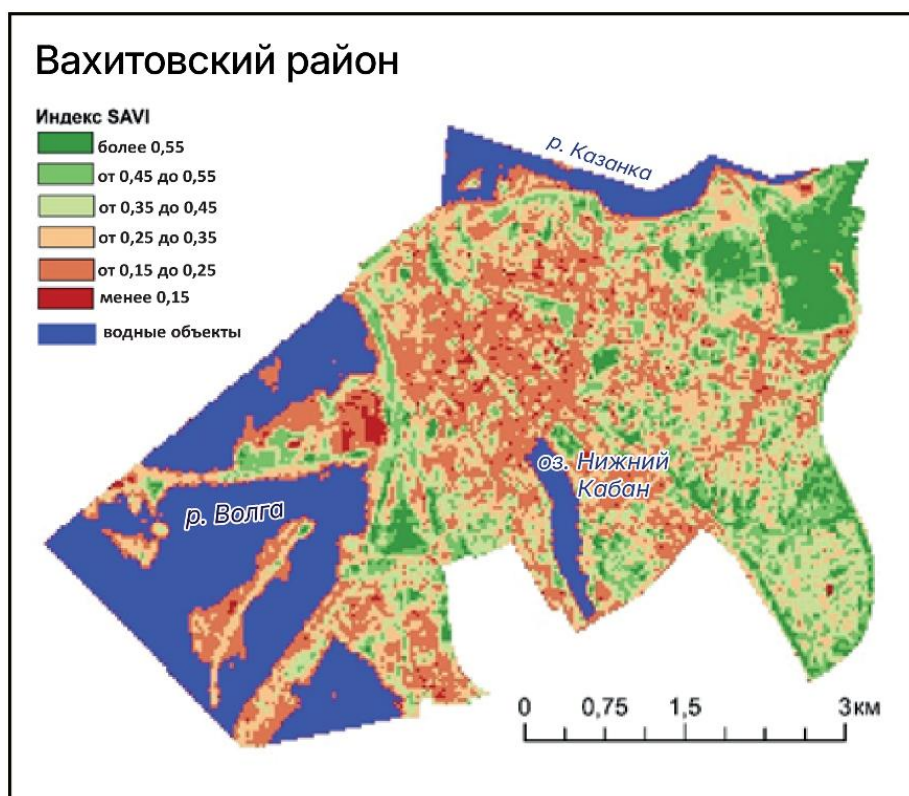 Вахитовский район
Индекс SAVI
более 0,55
от 0,45 до 0,55
от 0,35 до 0,45
от 0,25 до 0,35
от 0,15 до 0,25
менее 0,15
водные объекты
р. Казанка
оз. Нижний
Кабан
р. Волга
0 0,75 1,5 3км